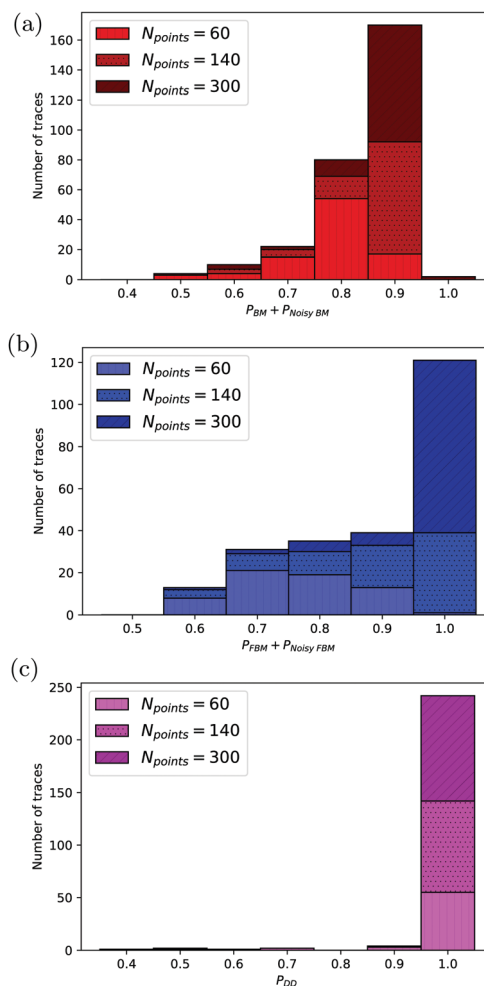 (a)
N_points = 60
N_points = 140
N_points = 300
Number of traces
160
140
120
100
80
60
40
20
0
0.4 0.5 0.6 0.7 0.8 0.9 1.0
P_BM + P_Noisy BM
(b)
N_points = 60
N_points = 140
N_points = 300
Number of traces
120
100
80
60
40
20
0
0.5 0.6 0.7 0.8 0.9 1.0
P_FBM + P_Noisy FBM
(c)
N_points = 60
N_points = 140
N_points = 300
Number of traces
250
200
150
100
50
0
0.4 0.5 0.6 0.7 0.8 0.9 1.0
P_DD